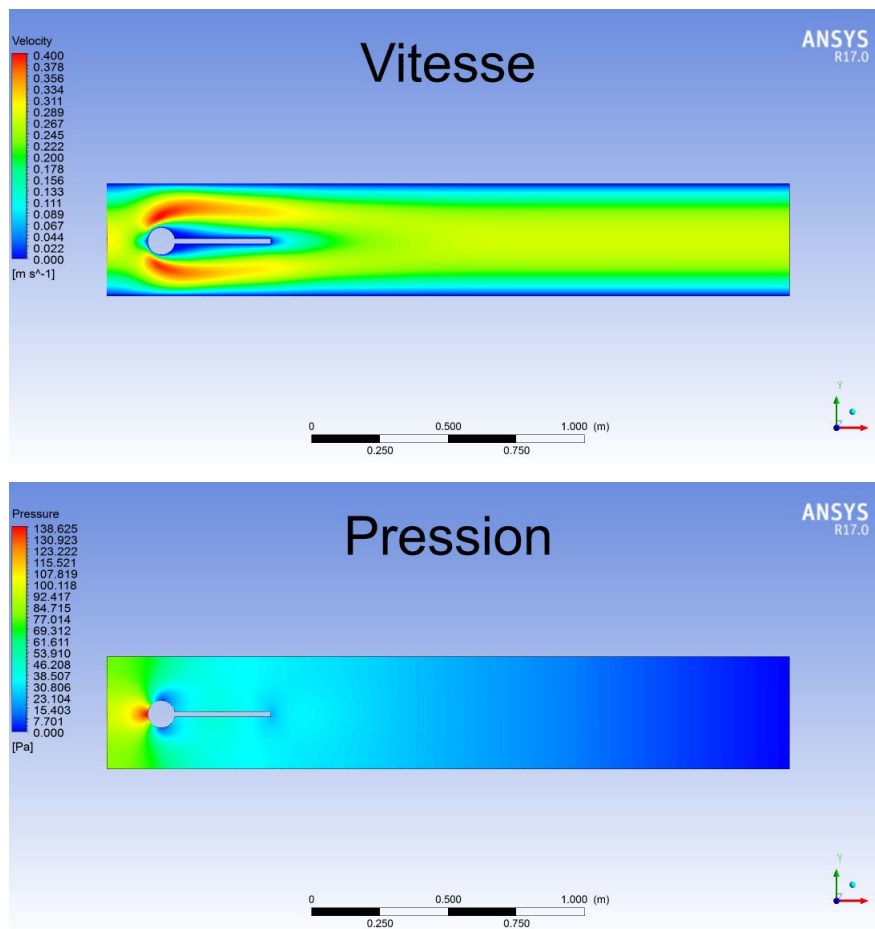 Velocity
0.400
0.378
0.356
0.334
0.311
0.289
0.267
0.245
0.222
0.200
0.178
0.156
0.133
0.111
0.089
0.067
0.044
0.022
0.000
[m s^-1]
Vitesse
ANSYS
R17.0
0 0.500 1.000 (m)
0.250 0.750
Y
Pressure
138.625
130.923
123.222
115.521
107.819
100.118
92.417
84.715
77.014
69.312
61.611
53.910
46.208
38.507
30.806
23.104
15.403
7.701
0.000
[Pa]
Pression
ANSYS
R17.0
0 0.500 1.000 (m)
0.250 0.750
Y